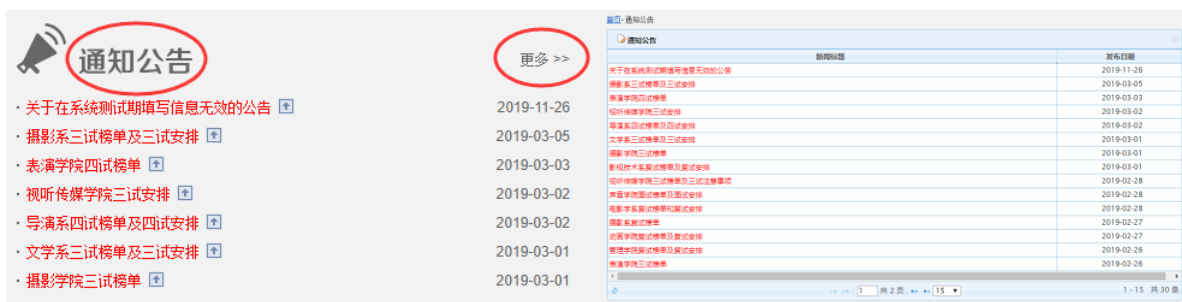 通知公告
更多 >>
· 关于在系统测试期填写信息无效的公告 2019-11-26
· 摄影系三试榜单及三试安排 2019-03-05
· 表演学院四试榜单 2019-03-03
· 视听传媒学院三试安排 2019-03-02
· 导演系四试榜单及四试安排 2019-03-02
· 文学系三试榜单及三试安排 2019-03-01
· 摄影学院三试榜单 2019-03-01
首页- 通知公告
通知公告
新闻标题 发布日期
关于在系统测试期填写信息无效的公告 2019-11-26
摄影系三试榜单及三试安排 2019-03-05
表演学院四试榜单 2019-03-03
视听传媒学院三试安排 2019-03-02
导演系四试榜单及四试安排 2019-03-02
文学系三试榜单及三试安排 2019-03-01
摄影学院三试榜单 2019-03-01
影视技术系复试榜单及复试安排 2019-03-01
视听传媒学院三试榜单及三试注意事项 2019-02-28
声音学院面试榜单及面试安排 2019-02-28
电影学系复试榜单和复试安排 2019-02-28
摄影系复试榜单 2019-02-27
动画学院复试榜单及复试安排 2019-02-27
管理学院复试榜单及复试安排 2019-02-26
表演学院三试榜单 2019-02-26
1 共 2 页 15 1 - 15 共 30 条